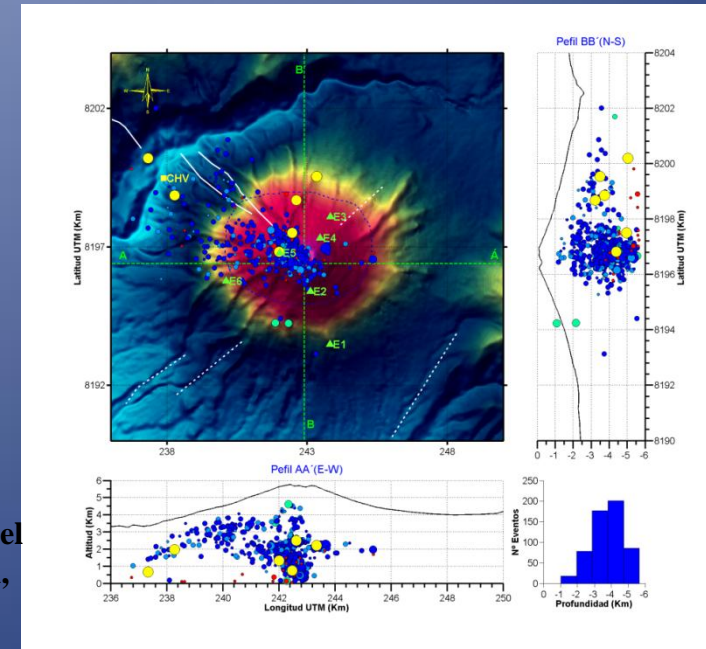 Pefil BB´(N-S)
B´
8202
8197
8192
Latitud UTM (Km)
N
CHV
E3
E4
E5
E2
E6
E1
A
A´
B
238
243
248
8204
8202
8200
8198
8196
8194
8192
8190
Latitud UTM (Km)
0 -1 -2 -3 -4 -5 -6
Pefil AA´(E-W)
6
5
4
3
2
1
0
Altitud (Km)
236 238 240 242 244 246 248 250
Longitud UTM (Km)
250
200
150
100
50
0
Nº Eventos
0 -1 -2 -3 -4 -5 -6
Profundidad (Km)
el
,